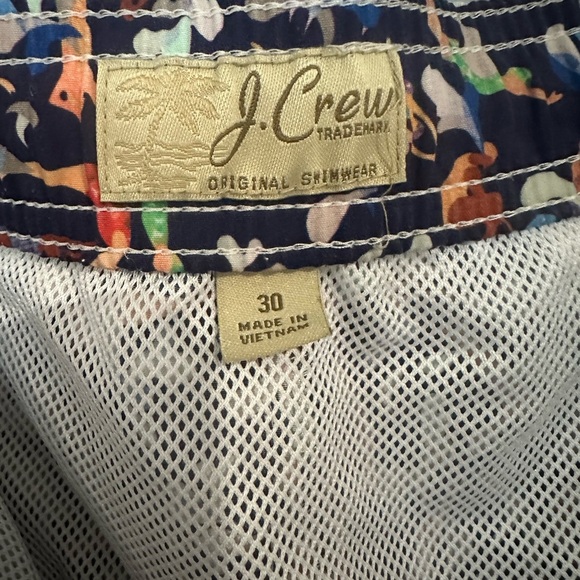 J.Crew
TRADEMARK
ORIGINAL SWIMWEAR
30
MADE IN
VIETNAM